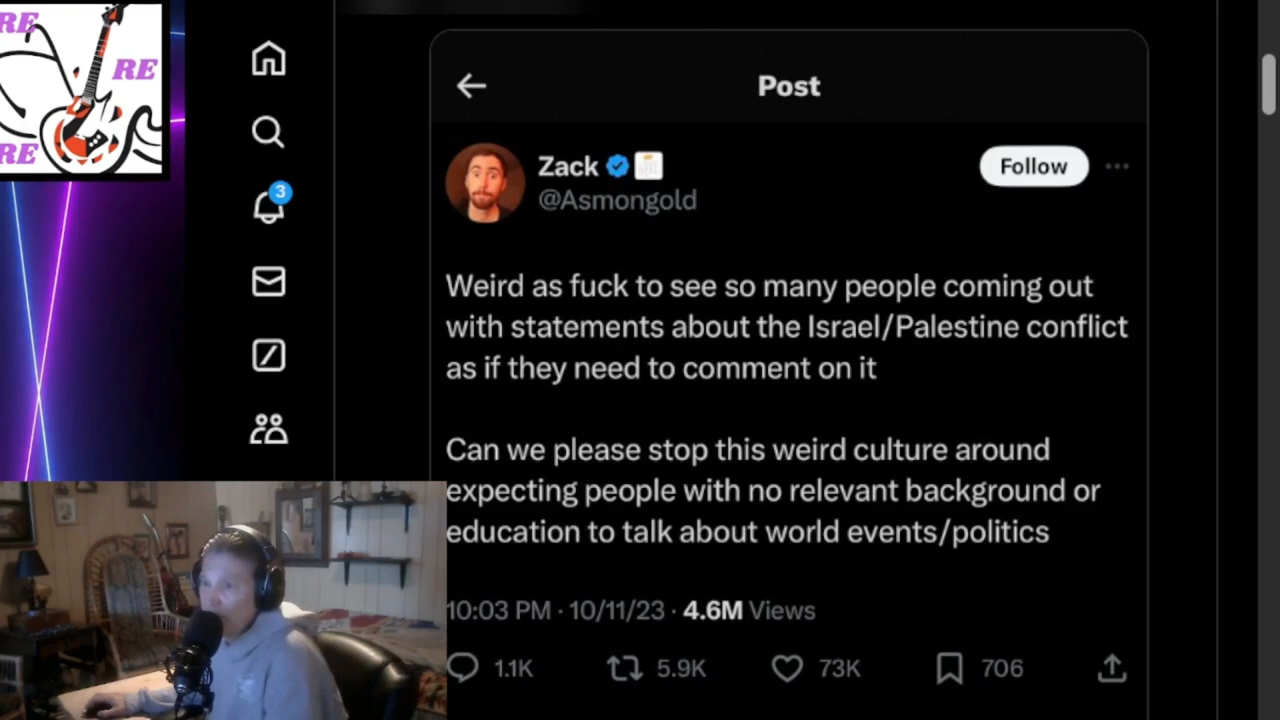 RE
RE
RE
3
Post
Zack
@Asmongold
Follow
Weird as fuck to see so many people coming out
with statements about the Israel/Palestine conflict
as if they need to comment on it
Can we please stop this weird culture around
expecting people with no relevant background or
education to talk about world events/politics
10:03 PM · 10/11/23 · 4.6M Views
1.1K 5.9K 73K 706